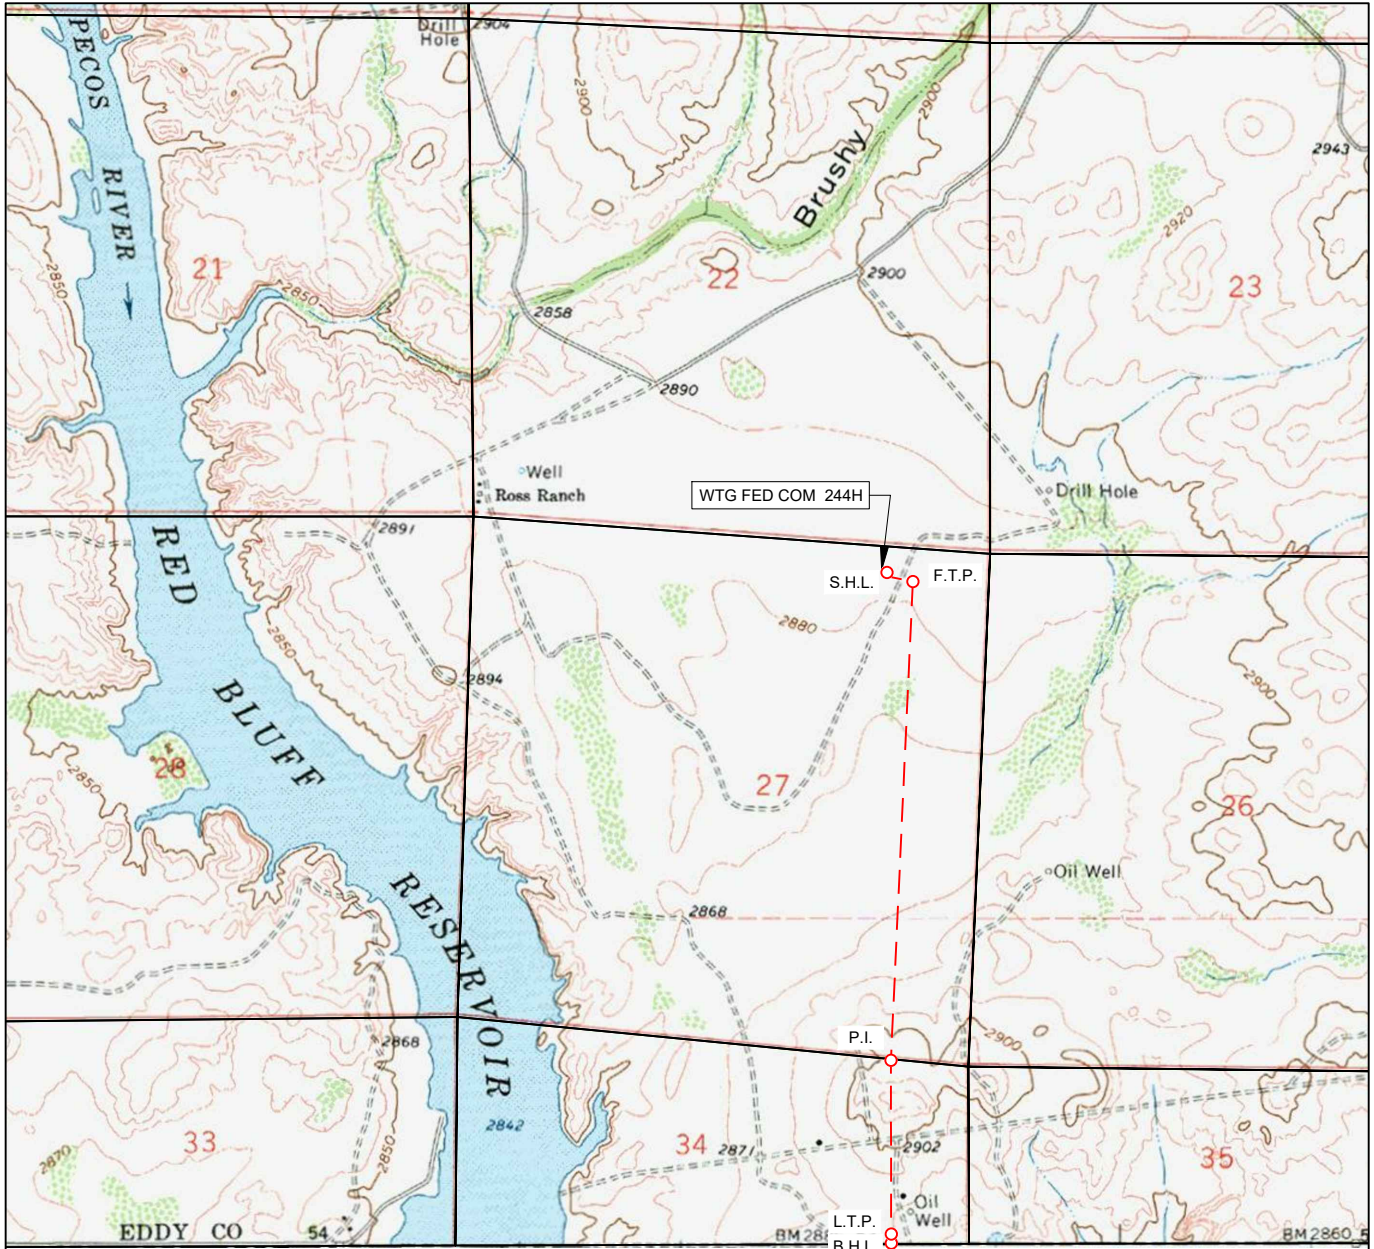 PECOS
RIVER
Drill
Hole
2904
2900
2900
Brushy
2943
2920
2850
21
2850
22
2900
23
2858
2890
Well
Ross Ranch
WTG FED COM 244H
Drill Hole
2891
RED
S.H.L.
F.T.P.
2880
2850
2894
2900
BLUFF
28
2850
27
26
Oil Well
RESERVOIR
2868
P.I.
2900
2868
2842
33
34
2871
2902
35
2870
2850
Oil
Well
L.T.P.
EDDY CO
54
B.H.L.
BM 2860